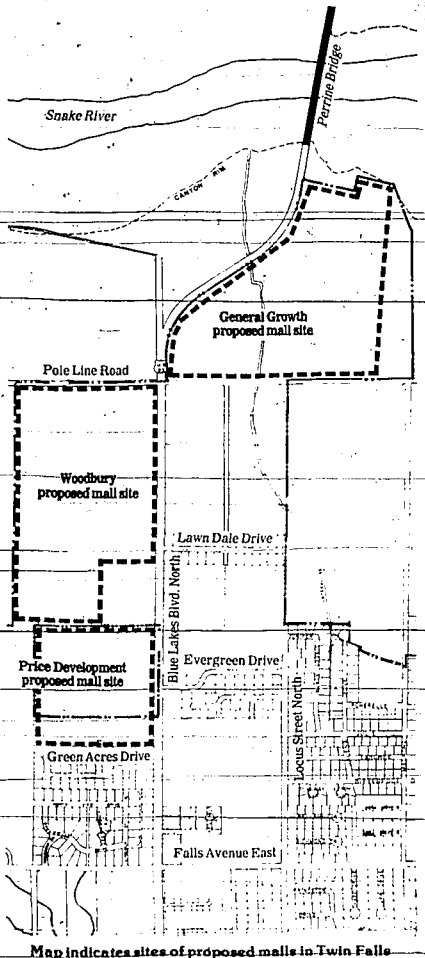 Perrine Bridge
Snake River
CANYON RIM
General Growth
proposed mall site
Pole Line Road
Woodbury
proposed mall site
Lawn Dale Drive
Blue Lakes Blvd. North
Price Development
proposed mall site
Evergreen Drive
Locus Street North
Green Acres Drive
Falls Avenue East
Map indicates sites of proposed malls in Twin Falls